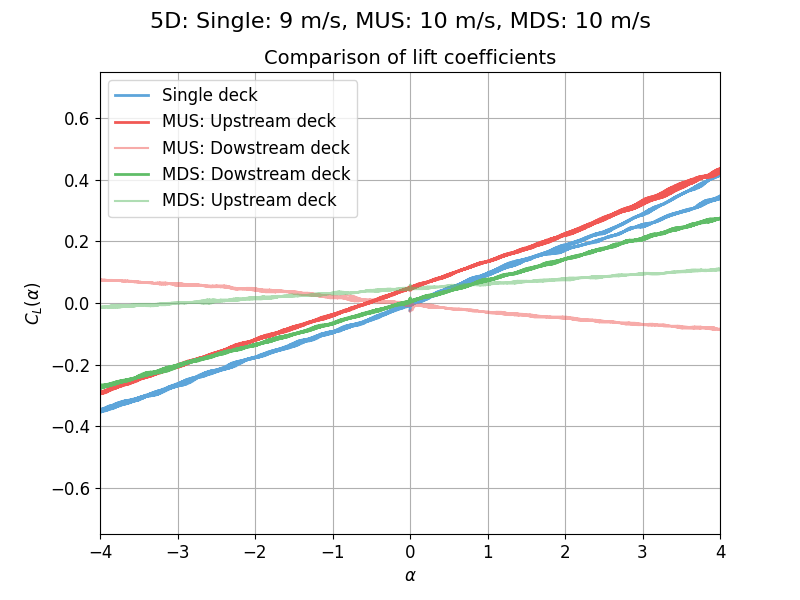 5D: Single: 9 m/s, MUS: 10 m/s, MDS: 10 m/s
Comparison of lift coefficients
Single deck
MUS: Upstream deck
MUS: Dowstream deck
MDS: Dowstream deck
MDS: Upstream deck
C_L(α)
0.6
0.4
0.2
0.0
−0.2
−0.4
−0.6
−4 −3 −2 −1 0 1 2 3 4
α